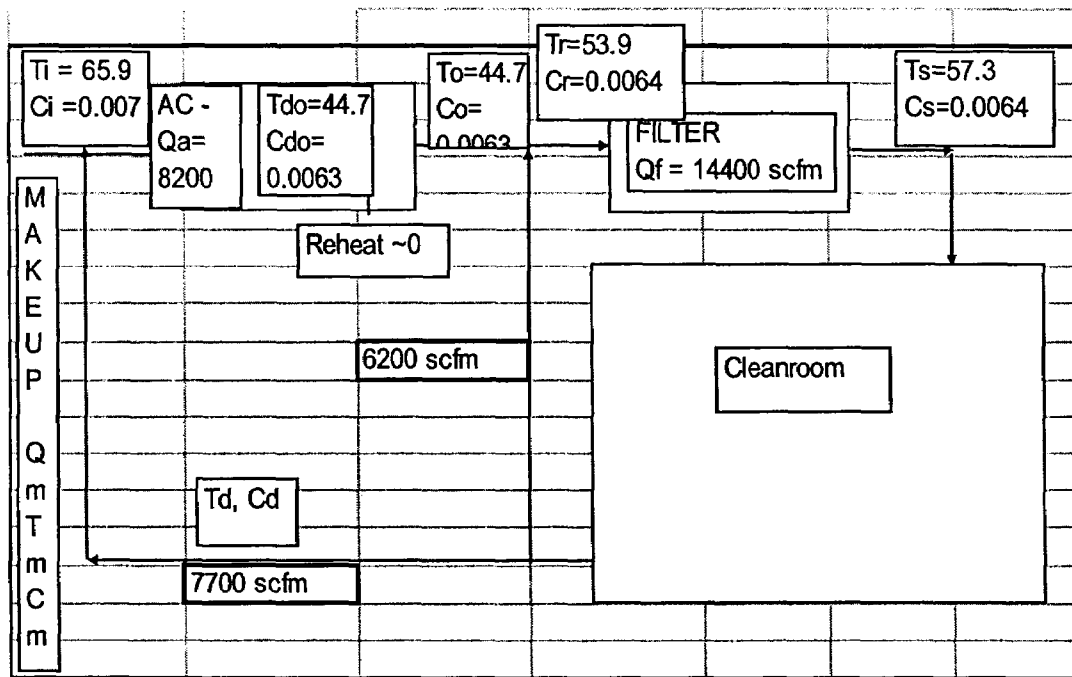 Ti = 65.9
Ci =0.007
AC -
Qa=
8200
Tdo=44.7
Cdo=
0.0063
To=44.7
Co=
0.0063
Tr=53.9
Cr=0.0064
FILTER
Qf = 14400 scfm
Ts=57.3
Cs=0.0064
Reheat ~0
M
A
K
E
U
P
Q
m
T
m
C
m
6200 scfm
Cleanroom
Td, Cd
7700 scfm